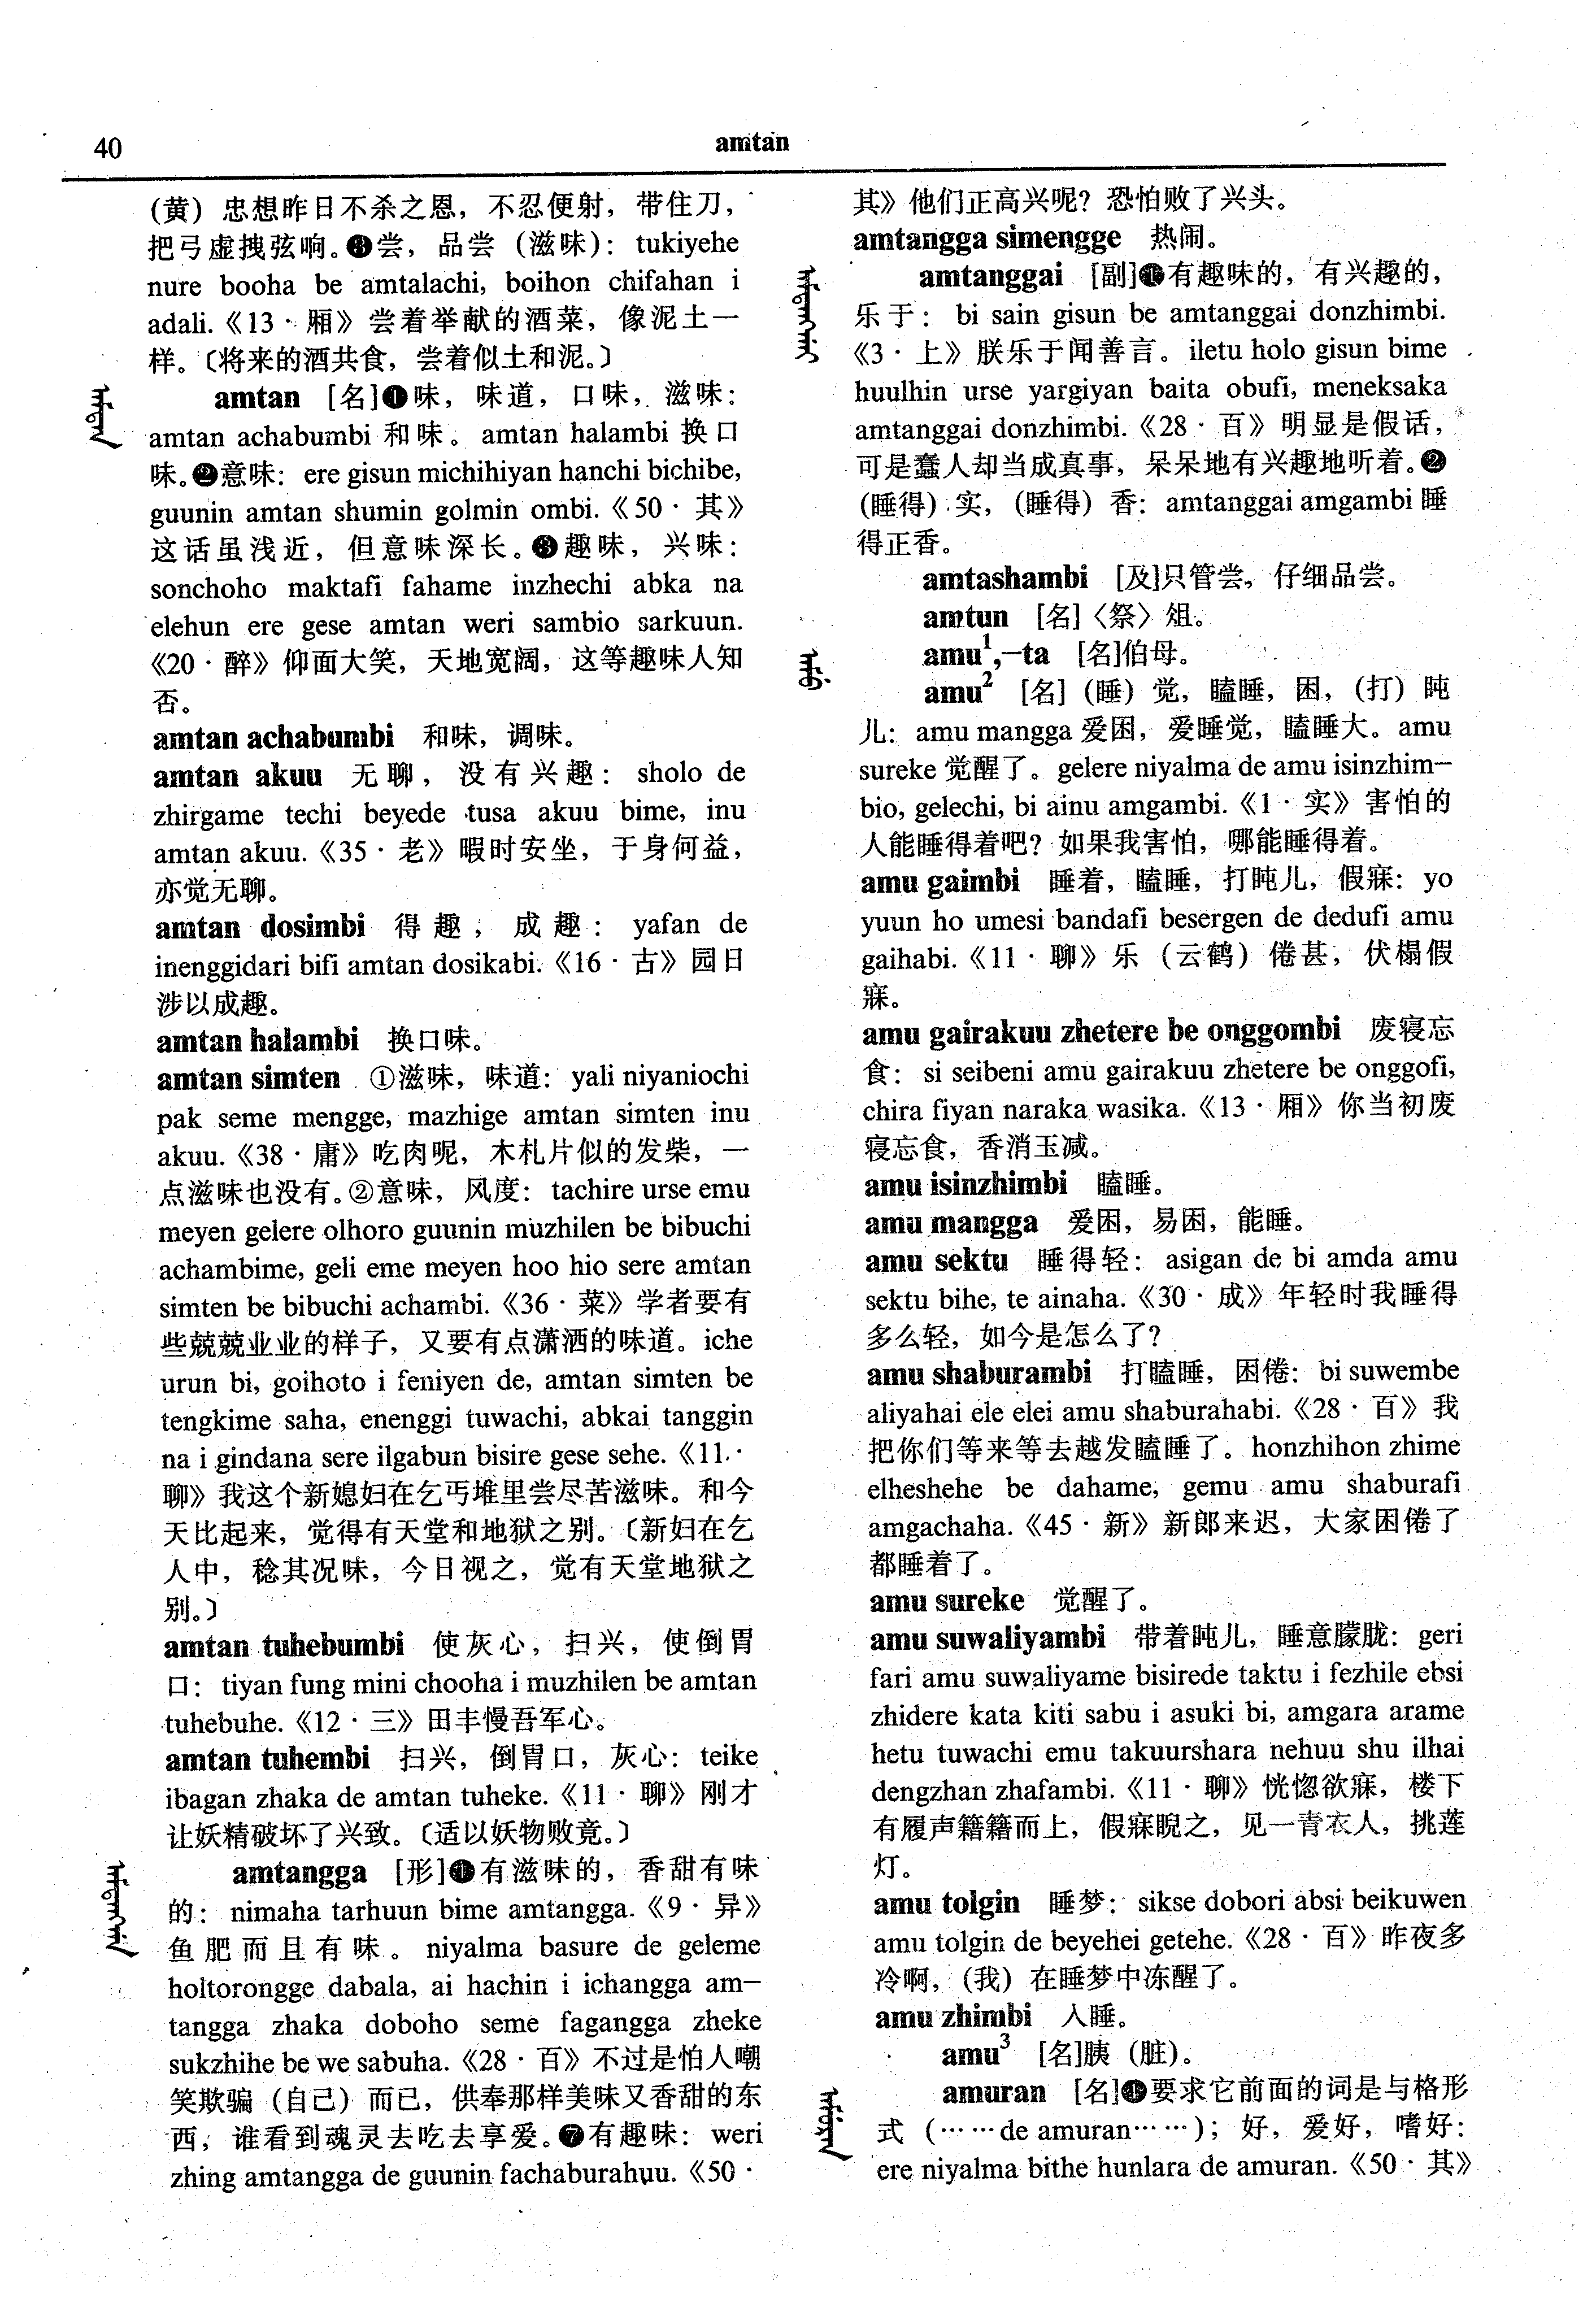 40
amtan
(黄) 忠想昨日不杀之恩，不忍便射，带住刀，
把弓虚拽弦响。❸尝，品尝（滋味）：tukiyehe
nure booha be amtalachi, boihon chifahan i
adali.《13 · 厢》尝着举献的酒菜，像泥土一
样。〔将来的酒共食，尝着似土和泥。〕
amtan [名]❶味，味道，口味，滋味：
amtan achabumbi 和味。amtan halambi 换口
味。❷意味：ere gisun michihiyan hanchi bichibe,
guunin amtan shumin golmin ombi.《50 · 其》
这话虽浅近，但意味深长。❸趣味，兴味：
sonchoho maktafi fahame inzhechi abka na
elehun ere gese amtan weri sambio sarkuun.
《20 · 醉》仰面大笑，天地宽阔，这等趣味人知
否。
amtan achabumbi 和味，调味。
amtan akuu 无聊，没有兴趣：sholo de
zhirgame techi beyede tusa akuu bime, inu
amtan akuu.《35 · 老》暇时安坐，于身何益，
亦觉无聊。
amtan dosimbi 得趣；成趣：yafan de
inenggidari bifi amtan dosikabi.《16 · 古》园日
涉以成趣。
amtan halambi 换口味。
amtan simten ①滋味，味道：yali niyaniochi
pak seme mengge, mazhige amtan simten inu
akuu.《38 · 庸》吃肉呢，木札片似的发柴，一
点滋味也没有。②意味，风度：tachire urse emu
meyen gelere olhoro guunin muzhilen be bibuchi
achambime, geli eme meyen hoo hio sere amtan
simten be bibuchi achambi.《36 · 菜》学者要有
些兢兢业业的样子，又要有点潇洒的味道。iche
urun bi, goihoto i feniyen de, amtan simten be
tengkime saha, enenggi tuwachi, abkai tanggin
na i gindana sere ilgabun bisire gese sehe.《11 ·
聊》我这个新媳妇在乞丐堆里尝尽苦滋味。和今
天比起来，觉得有天堂和地狱之别。〔新妇在乞
人中，稔其况味，今日视之，觉有天堂地狱之
别。〕
amtan tuhebumbi 使灰心，扫兴，使倒胃
口：tiyan fung mini chooha i muzhilen be amtan
tuhebuhe.《12 · 三》田丰慢吾军心。
amtan tuhembi 扫兴，倒胃口，灰心：teike
ibagan zhaka de amtan tuheke.《11 · 聊》刚才
让妖精破坏了兴致。〔适以妖物败竟。〕
amtangga [形]❶有滋味的，香甜有味
的：nimaha tarhuun bime amtangga.《9 · 异》
鱼肥而且有味。niyalma basure de geleme
holtorongge dabala, ai hachin i ichangga am-
tangga zhaka doboho seme fagangga zheke
sukzhihe be we sabuha.《28 · 百》不过是怕人嘲
笑欺骗（自己）而已，供奉那样美味又香甜的东
西，谁看到魂灵去吃去享爱。❼有趣味：weri
zhing amtangga de guunin fachaburahuu.《50 ·
其》他们正高兴呢？恐怕败了兴头。
amtangga simengge 热闹。
amtanggai [副]❶有趣味的，有兴趣的，
乐于：bi sain gisun be amtanggai donzhimbi.
《3 · 上》朕乐于闻善言。iletu holo gisun bime
huulhin urse yargiyan baita obufi, meneksaka
amtanggai donzhimbi.《28 · 百》明显是假话，
可是蠢人却当成真事，呆呆地有兴趣地听着。❷
(睡得) 实，(睡得) 香：amtanggai amgambi 睡
得正香。
amtashambi [及]只管尝，仔细品尝。
amtun [名]〈祭〉俎。
amu¹,-ta [名]伯母。
amu² [名]（睡）觉，瞌睡，困，（打）盹
儿：amu mangga 爱困，爱睡觉，瞌睡大。amu
sureke 觉醒了。gelere niyalma de amu isinzhim-
bio, gelechi, bi ainu amgambi.《1 · 实》害怕的
人能睡得着吧？如果我害怕，哪能睡得着。
amu gaimbi 睡着，瞌睡，打盹儿，假寐：yo
yuun ho umesi bandafi besergen de dedufi amu
gaihabi.《11 · 聊》乐（云鹤）倦甚，伏榻假
寐。
amu gairakuu zhetere be onggombi 废寝忘
食：si seibeni amu gairakuu zhetere be onggofi,
chira fiyan naraka wasika.《13 · 厢》你当初废
寝忘食，香消玉减。
amu isinzhimbi 瞌睡。
amu mangga 爱困，易困，能睡。
amu sektu 睡得轻：asigan de bi amda amu
sektu bihe, te ainaha.《30 · 成》年轻时我睡得
多么轻，如今是怎么了？
amu shaburambi 打瞌睡，困倦：bi suwembe
aliyahai ele elei amu shaburahabi.《28 · 百》我
把你们等来等去越发瞌睡了。honzhihon zhime
elheshehe be dahame, gemu amu shaburafi
amgachaha.《45 · 新》新郎来迟，大家困倦了
都睡着了。
amu sureke 觉醒了。
amu suwaliyambi 带着盹儿，睡意朦胧：geri
fari amu suwaliyame bisirede taktu i fezhile ebsi
zhidere kata kiti sabu i asuki bi, amgara arame
hetu tuwachi emu takuurshara nehuu shu ilhai
dengzhan zhafambi.《11 · 聊》恍惚欲寐，楼下
有履声籍籍而上，假寐睨之，见一青衣人，挑莲
灯。
amu tolgin 睡梦：sikse dobori absi beikuwen
amu tolgin de beyehei getehe.《28 · 百》昨夜多
冷啊，（我）在睡梦中冻醒了。
amu zhimbi 人睡。
amu³ [名]胰（脏）。
amuran [名]❶要求它前面的词是与格形
式（……de amuran……）；好，爱好，嗜好：
ere niyalma bithe hunlara de amuran.《50 · 其》